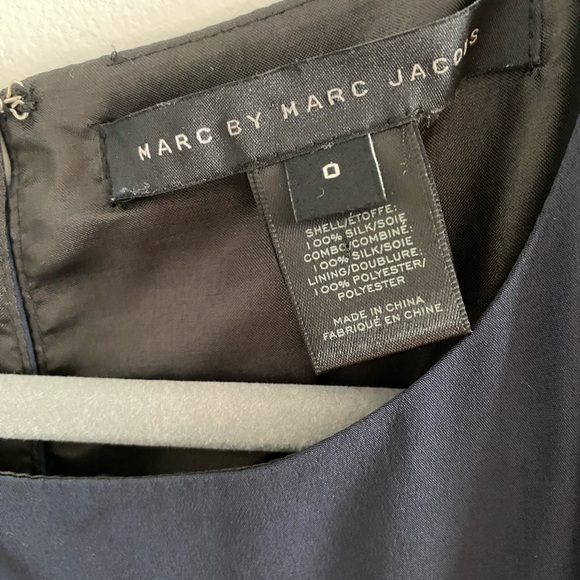 MARC BY MARC JACOBS
0
SHELL/ÉTOFFE:
100% SILK/SOIE
COMBO/COMBINÉ:
100% SILK/SOIE
LINING/DOUBLURE:
100% POLYESTER/
POLYESTER
MADE IN CHINA
FABRIQUÉ EN CHINE